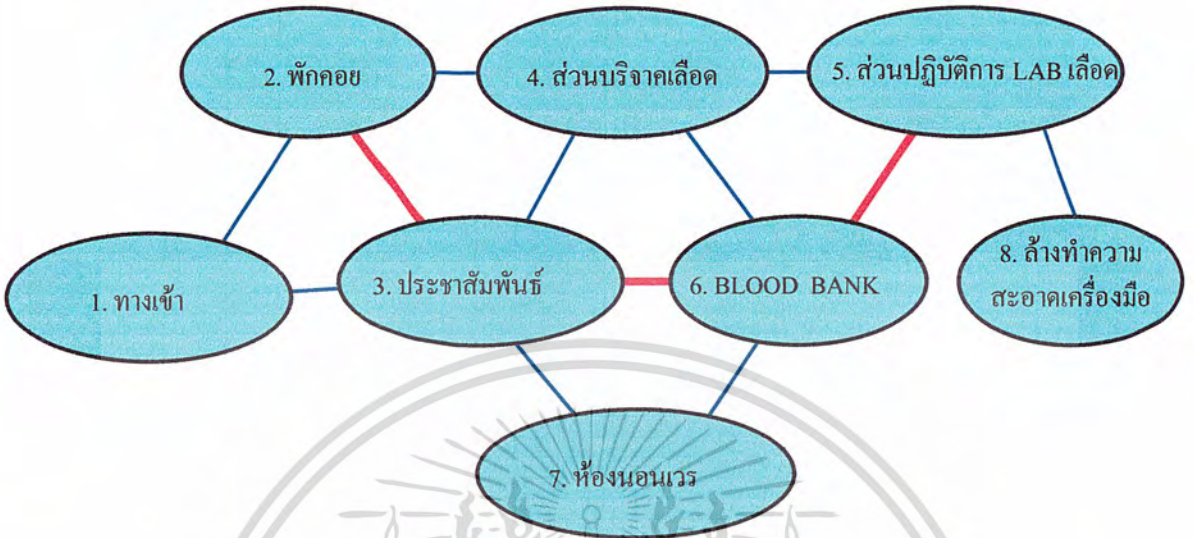 2. พักคอย
4. ส่วนบริจาคเลือด
5. ส่วนปฏิบัติการ LAB เลือด
1. ทางเข้า
3. ประชาสัมพันธ์
6. BLOOD BANK
8. ล้างทำความ
สะอาดเครื่องมือ
7. ห้องนอนเวร